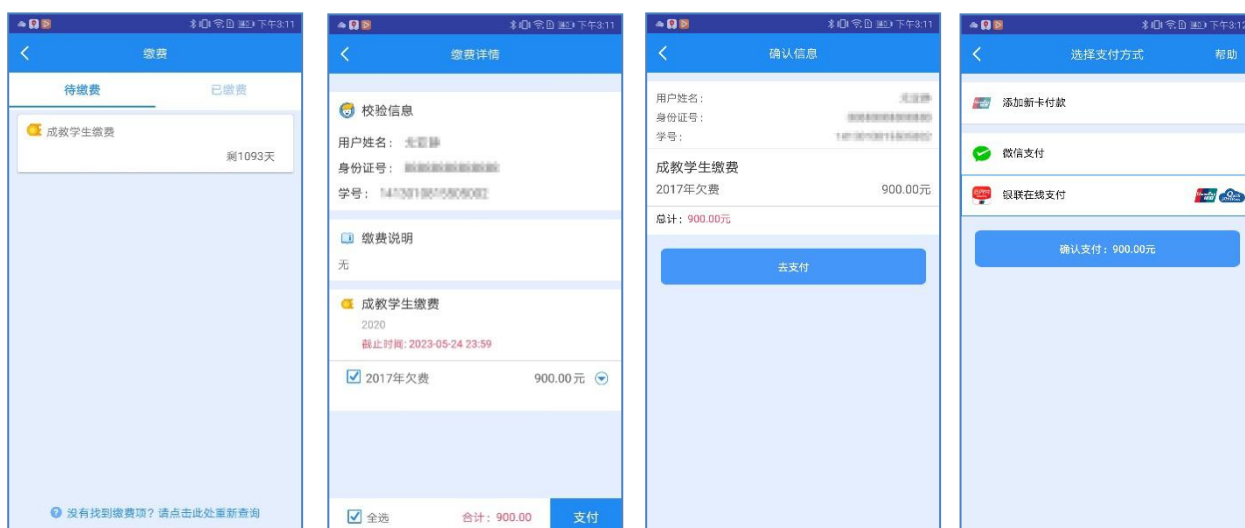 下午3:11
缴费
待缴费
已缴费
成教学生缴费
剩1093天
没有找到缴费项？请点击此处重新查询
下午3:11
缴费详情
校验信息
用户姓名：
身份证号：
学号：
缴费说明
无
成教学生缴费
2020
截止时间: 2023-05-24 23:59
2017年欠费 900.00元
全选 合计：900.00 支付
下午3:11
确认信息
用户姓名：
身份证号：
学号：
成教学生缴费
2017年欠费 900.00元
总计：900.00元
去支付
下午3:12
选择支付方式 帮助
添加新卡付款
微信支付
银联在线支付
确认支付：900.00元